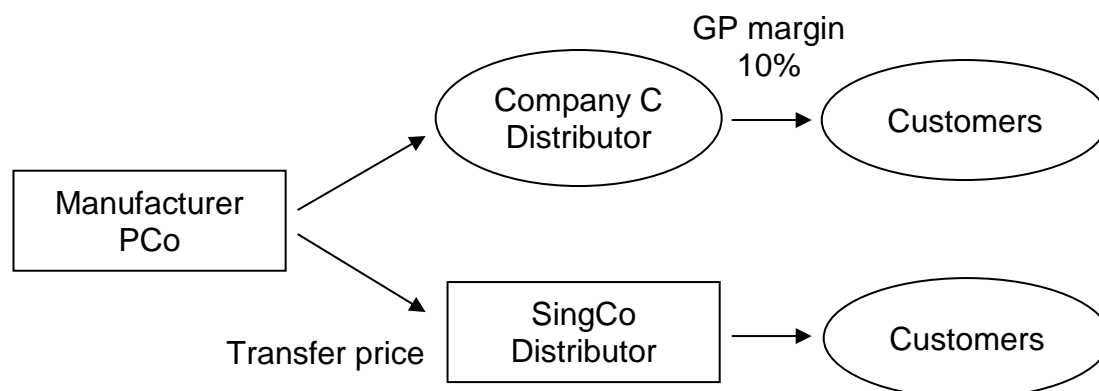 GP margin
10%
Company C
Distributor
Customers
Manufacturer
PCo
SingCo
Distributor
Customers
Transfer price